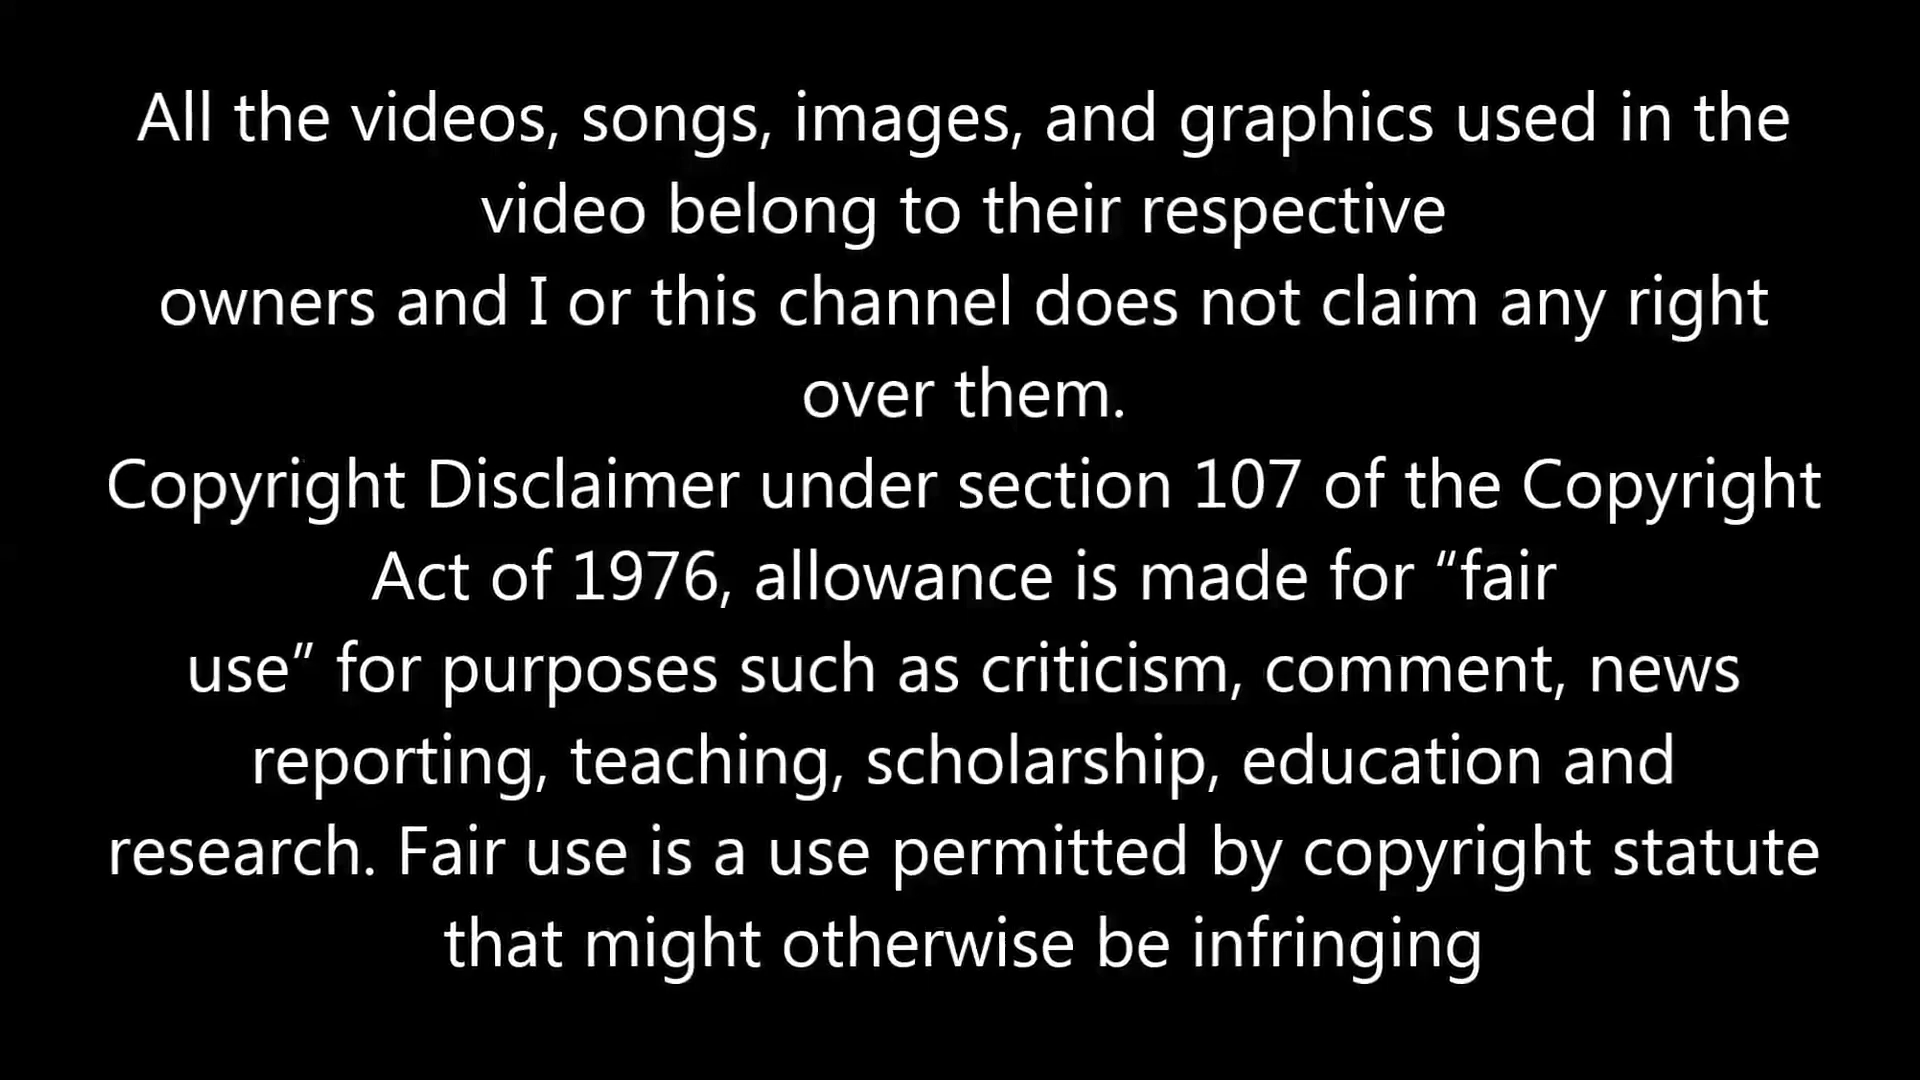 All the videos, songs, images, and graphics used in the
video belong to their respective
owners and I or this channel does not claim any right
over them.
Copyright Disclaimer under section 107 of the Copyright
Act of 1976, allowance is made for “fair
use” for purposes such as criticism, comment, news
reporting, teaching, scholarship, education and
research. Fair use is a use permitted by copyright statute
that might otherwise be infringing